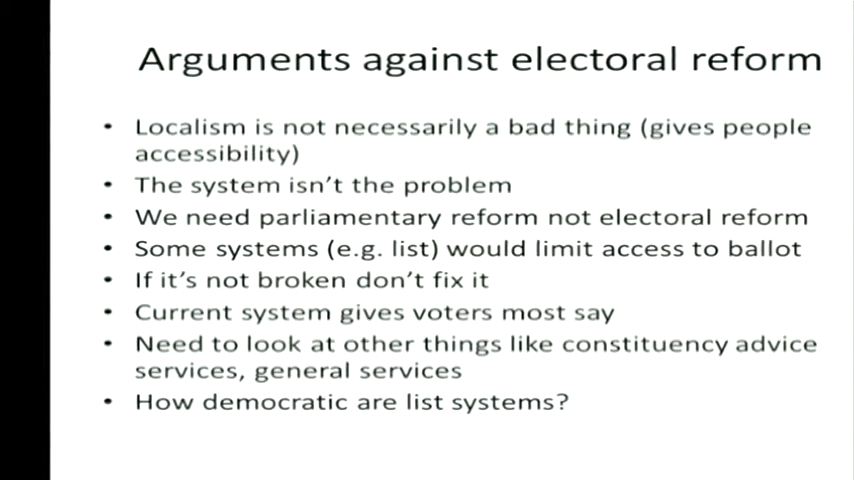 Arguments against electoral reform
• Localism is not necessarily a bad thing (gives people
accessibility)
• The system isn't the problem
• We need parliamentary reform not electoral reform
• Some systems (e.g. list) would limit access to ballot
• If it's not broken don't fix it
• Current system gives voters most say
• Need to look at other things like constituency advice
services, general services
• How democratic are list systems?